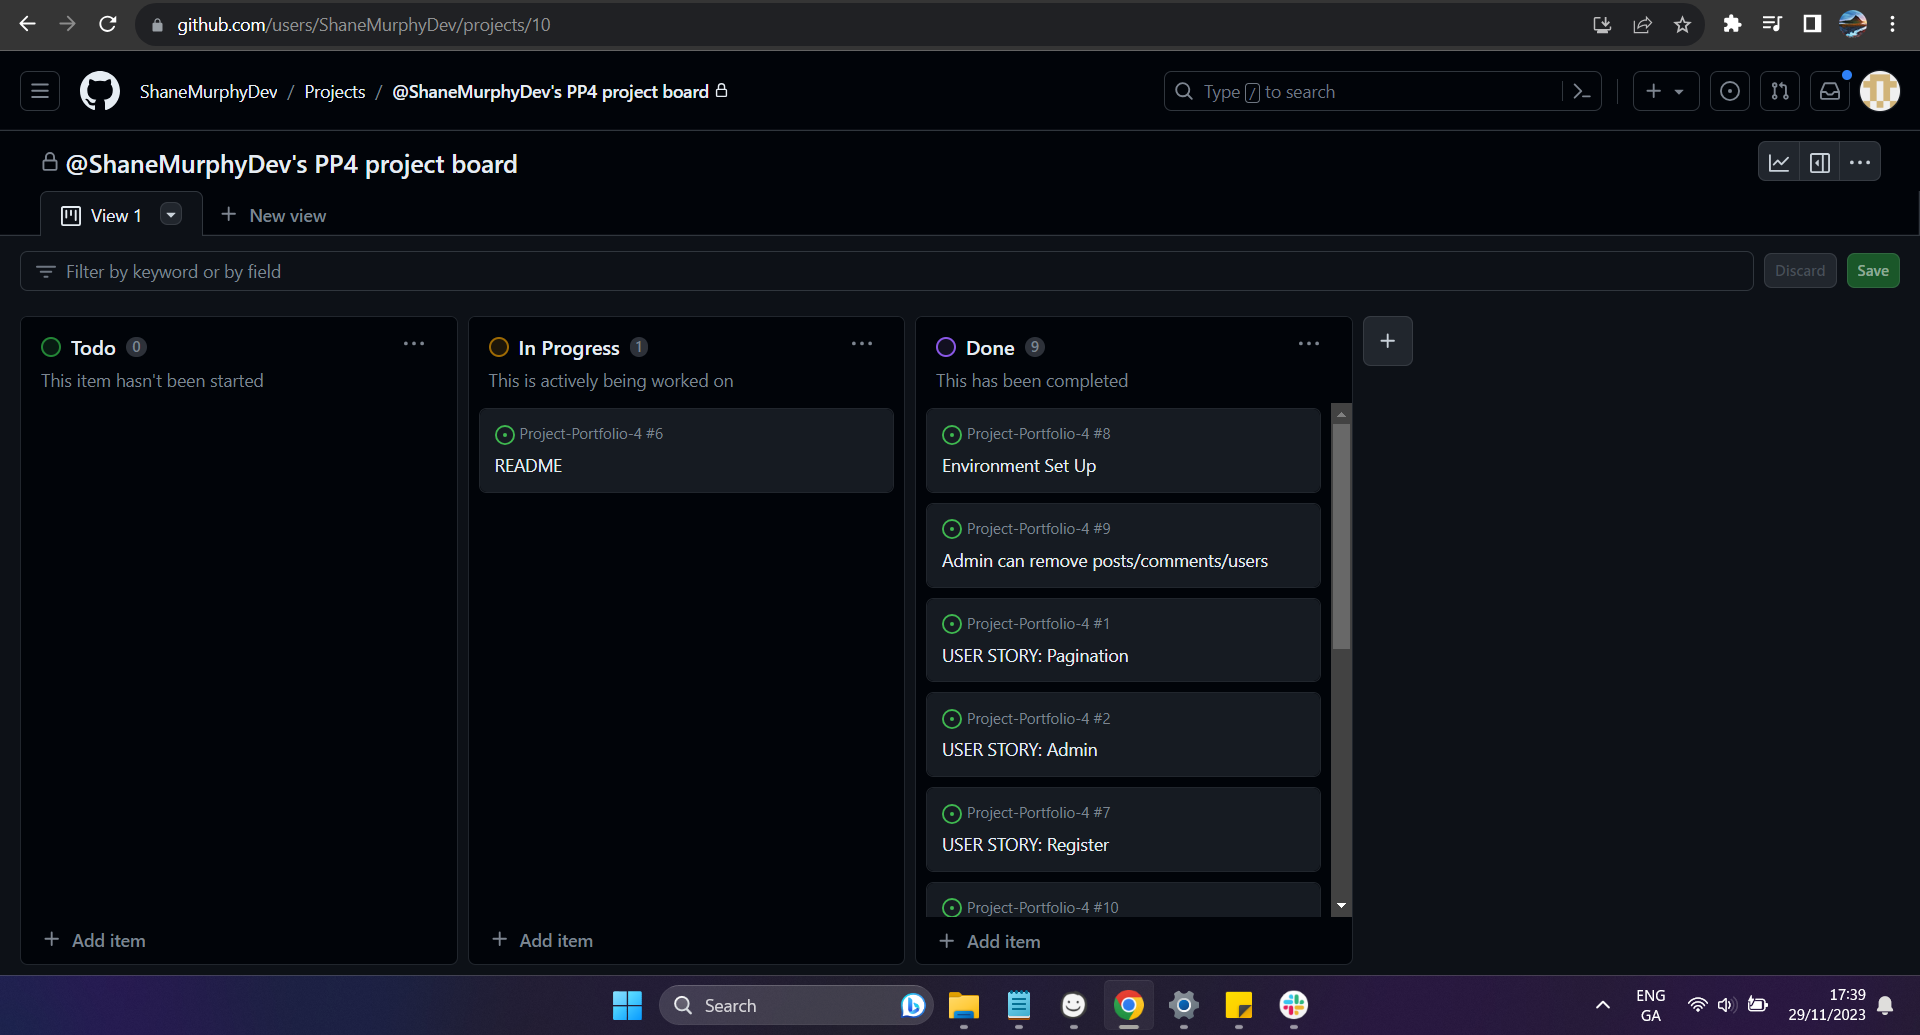 github.com/users/ShaneMurphyDev/projects/10
ShaneMurphyDev / Projects / @ShaneMurphyDev's PP4 project board
Type / to search
@ShaneMurphyDev's PP4 project board
View 1
New view
Filter by keyword or by field
Discard
Save
Todo 0
This item hasn't been started
Add item
In Progress 1
This is actively being worked on
Project-Portfolio-4 #6
README
Add item
Done 9
This has been completed
Project-Portfolio-4 #8
Environment Set Up
Project-Portfolio-4 #9
Admin can remove posts/comments/users
Project-Portfolio-4 #1
USER STORY: Pagination
Project-Portfolio-4 #2
USER STORY: Admin
Project-Portfolio-4 #7
USER STORY: Register
Project-Portfolio-4 #10
Add item
Search
ENG
GA
17:39
29/11/2023